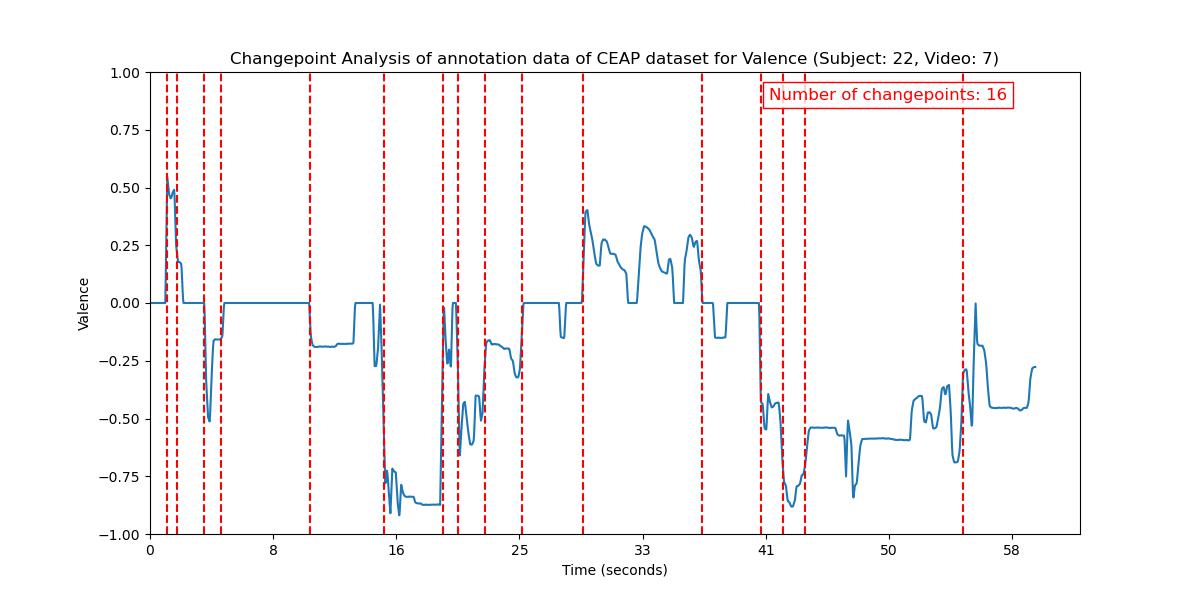 Changepoint Analysis of annotation data of CEAP dataset for Valence (Subject: 22, Video: 7)
Number of changepoints: 16
1.00
0.75
0.50
0.25
0.00
−0.25
−0.50
−0.75
−1.00
Valence
0 8 16 25 33 41 50 58
Time (seconds)